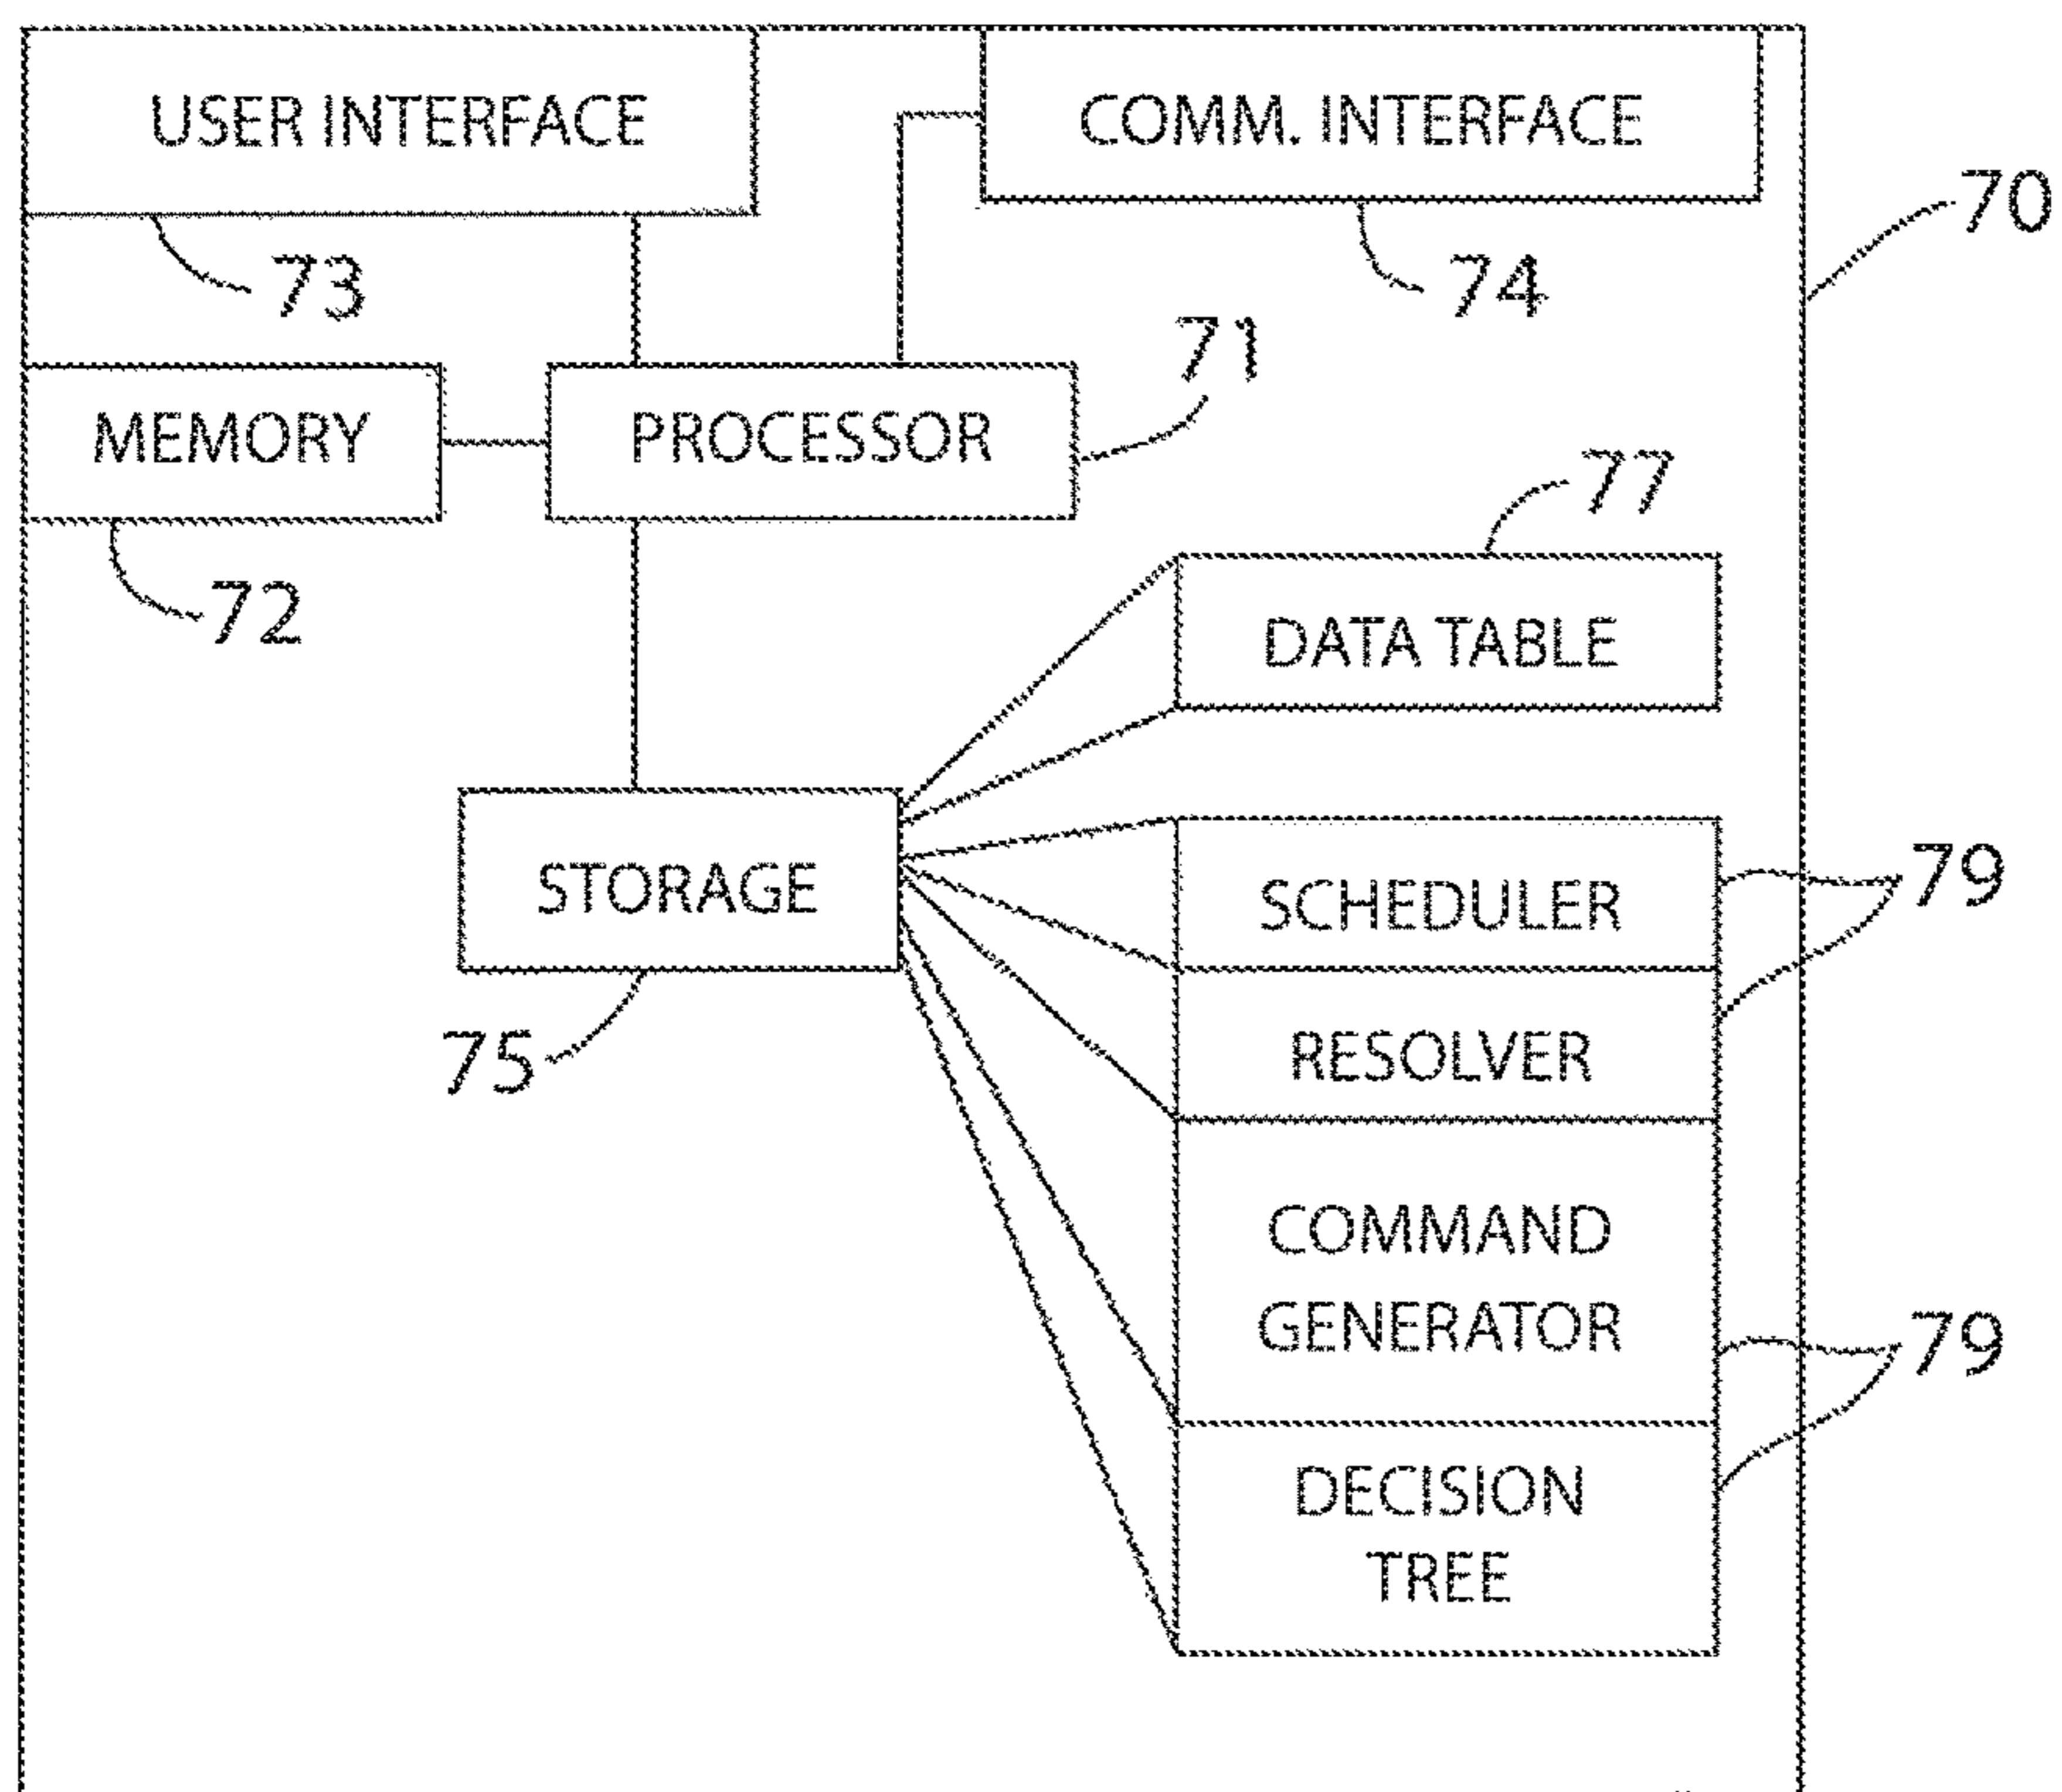 USER INTERFACE
COMM. INTERFACE
70
73
74
71
MEMORY
PROCESSOR
77
72
DATA TABLE
STORAGE
SCHEDULER
79
75
RESOLVER
COMMAND
GENERATOR
79
DECISION
TREE